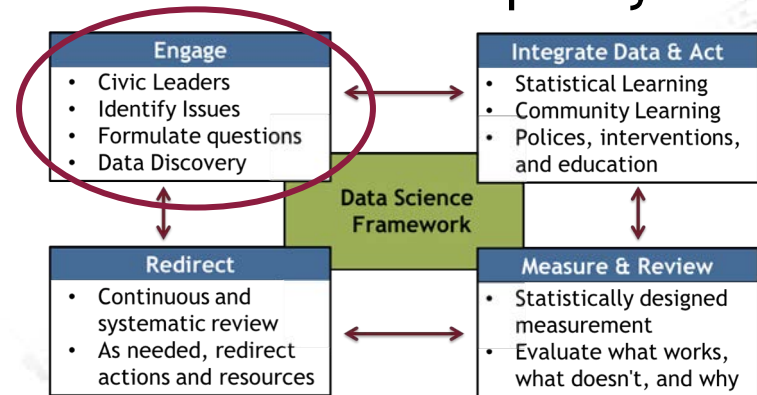 Engage
• Civic Leaders
• Identify Issues
• Formulate questions
• Data Discovery
Integrate Data & Act
• Statistical Learning
• Community Learning
• Polices, interventions,
and education
Data Science
Framework
Redirect
• Continuous and
systematic review
• As needed, redirect
actions and resources
Measure & Review
• Statistically designed
measurement
• Evaluate what works,
what doesn't, and why